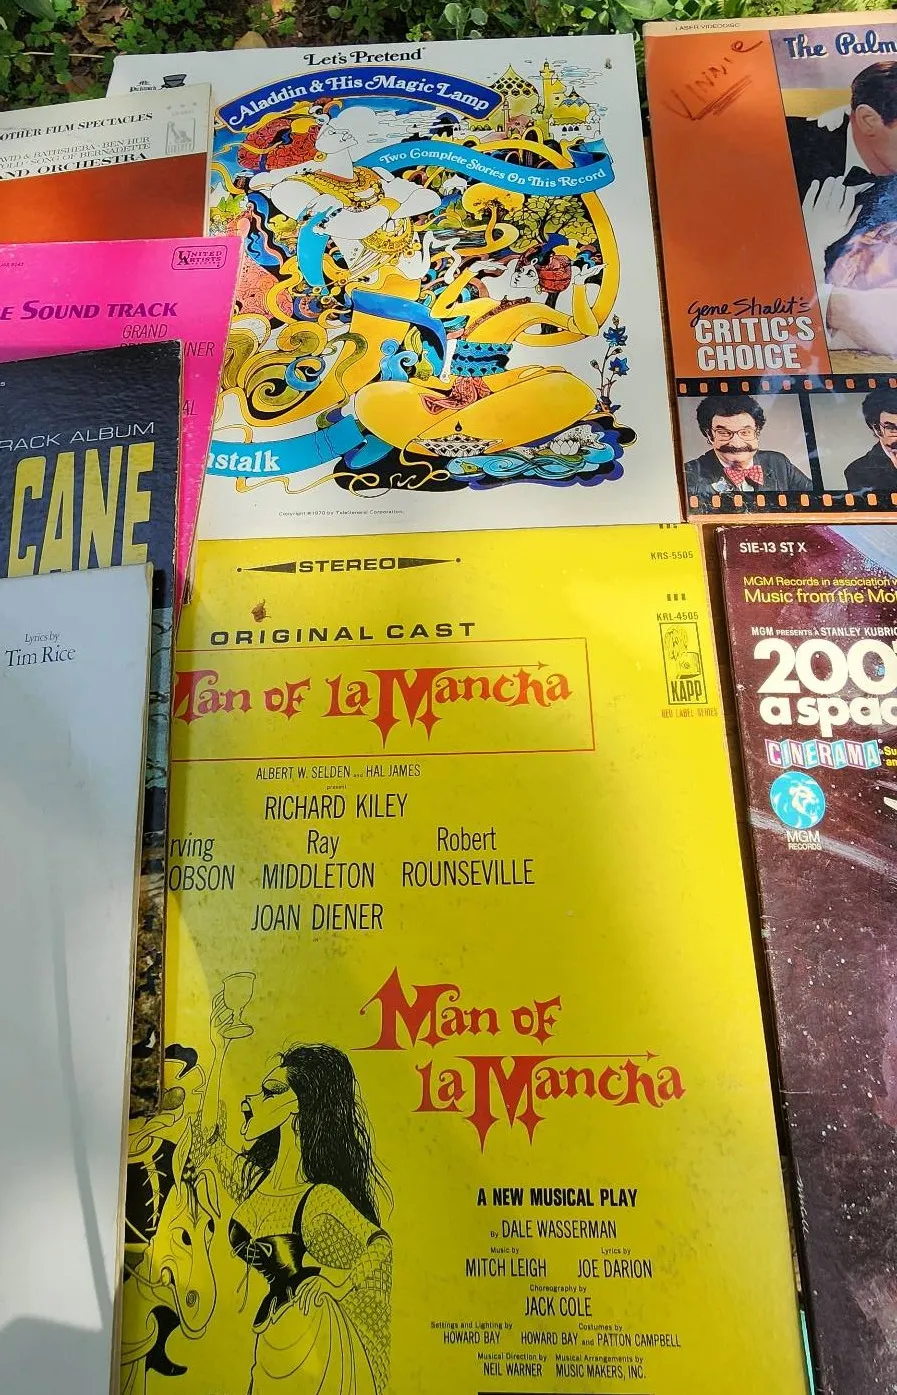 Let's Pretend
Aladdin & His Magic Lamp
Two Complete Stories On This Record
nstalk
Copyright © 1970 by TeleGeneral Corporation.
OTHER FILM SPECTACLES
AVID & BATHSHEBA · BEN HUR
SONG OF BERNADETTE
ND ORCHESTRA
UNITED
ARTISTS
E SOUND TRACK
GRAND
NER
AL
RACK ALBUM
CANE
Lyrics by
Tim Rice
LASER VIDEODISC
VINNIE
The Palm
Gene Shalit's
CRITIC'S
CHOICE
STEREO
KRS-5505
KRL-4505
KAPP
RED LABEL SERIES
ORIGINAL CAST
Man of La Mancha
ALBERT W. SELDEN and HAL JAMES
present
RICHARD KILEY
rving Ray Robert
OBSON MIDDLETON ROUNSEVILLE
JOAN DIENER
Man of
La Mancha
A NEW MUSICAL PLAY
By DALE WASSERMAN
Music by Lyrics by
MITCH LEIGH JOE DARION
Choreography by
JACK COLE
Settings and Lighting by Costumes by
HOWARD BAY HOWARD BAY and PATTON CAMPBELL
Musical Direction by Musical Arrangements by
NEIL WARNER MUSIC MAKERS, INC.
SIE-13 ST X
MGM Records in association
Music from the Mo
MGM PRESENTS A STANLEY KUBRIC
200
a spac
CINERAMA
Su
an
MGM
RECORDS